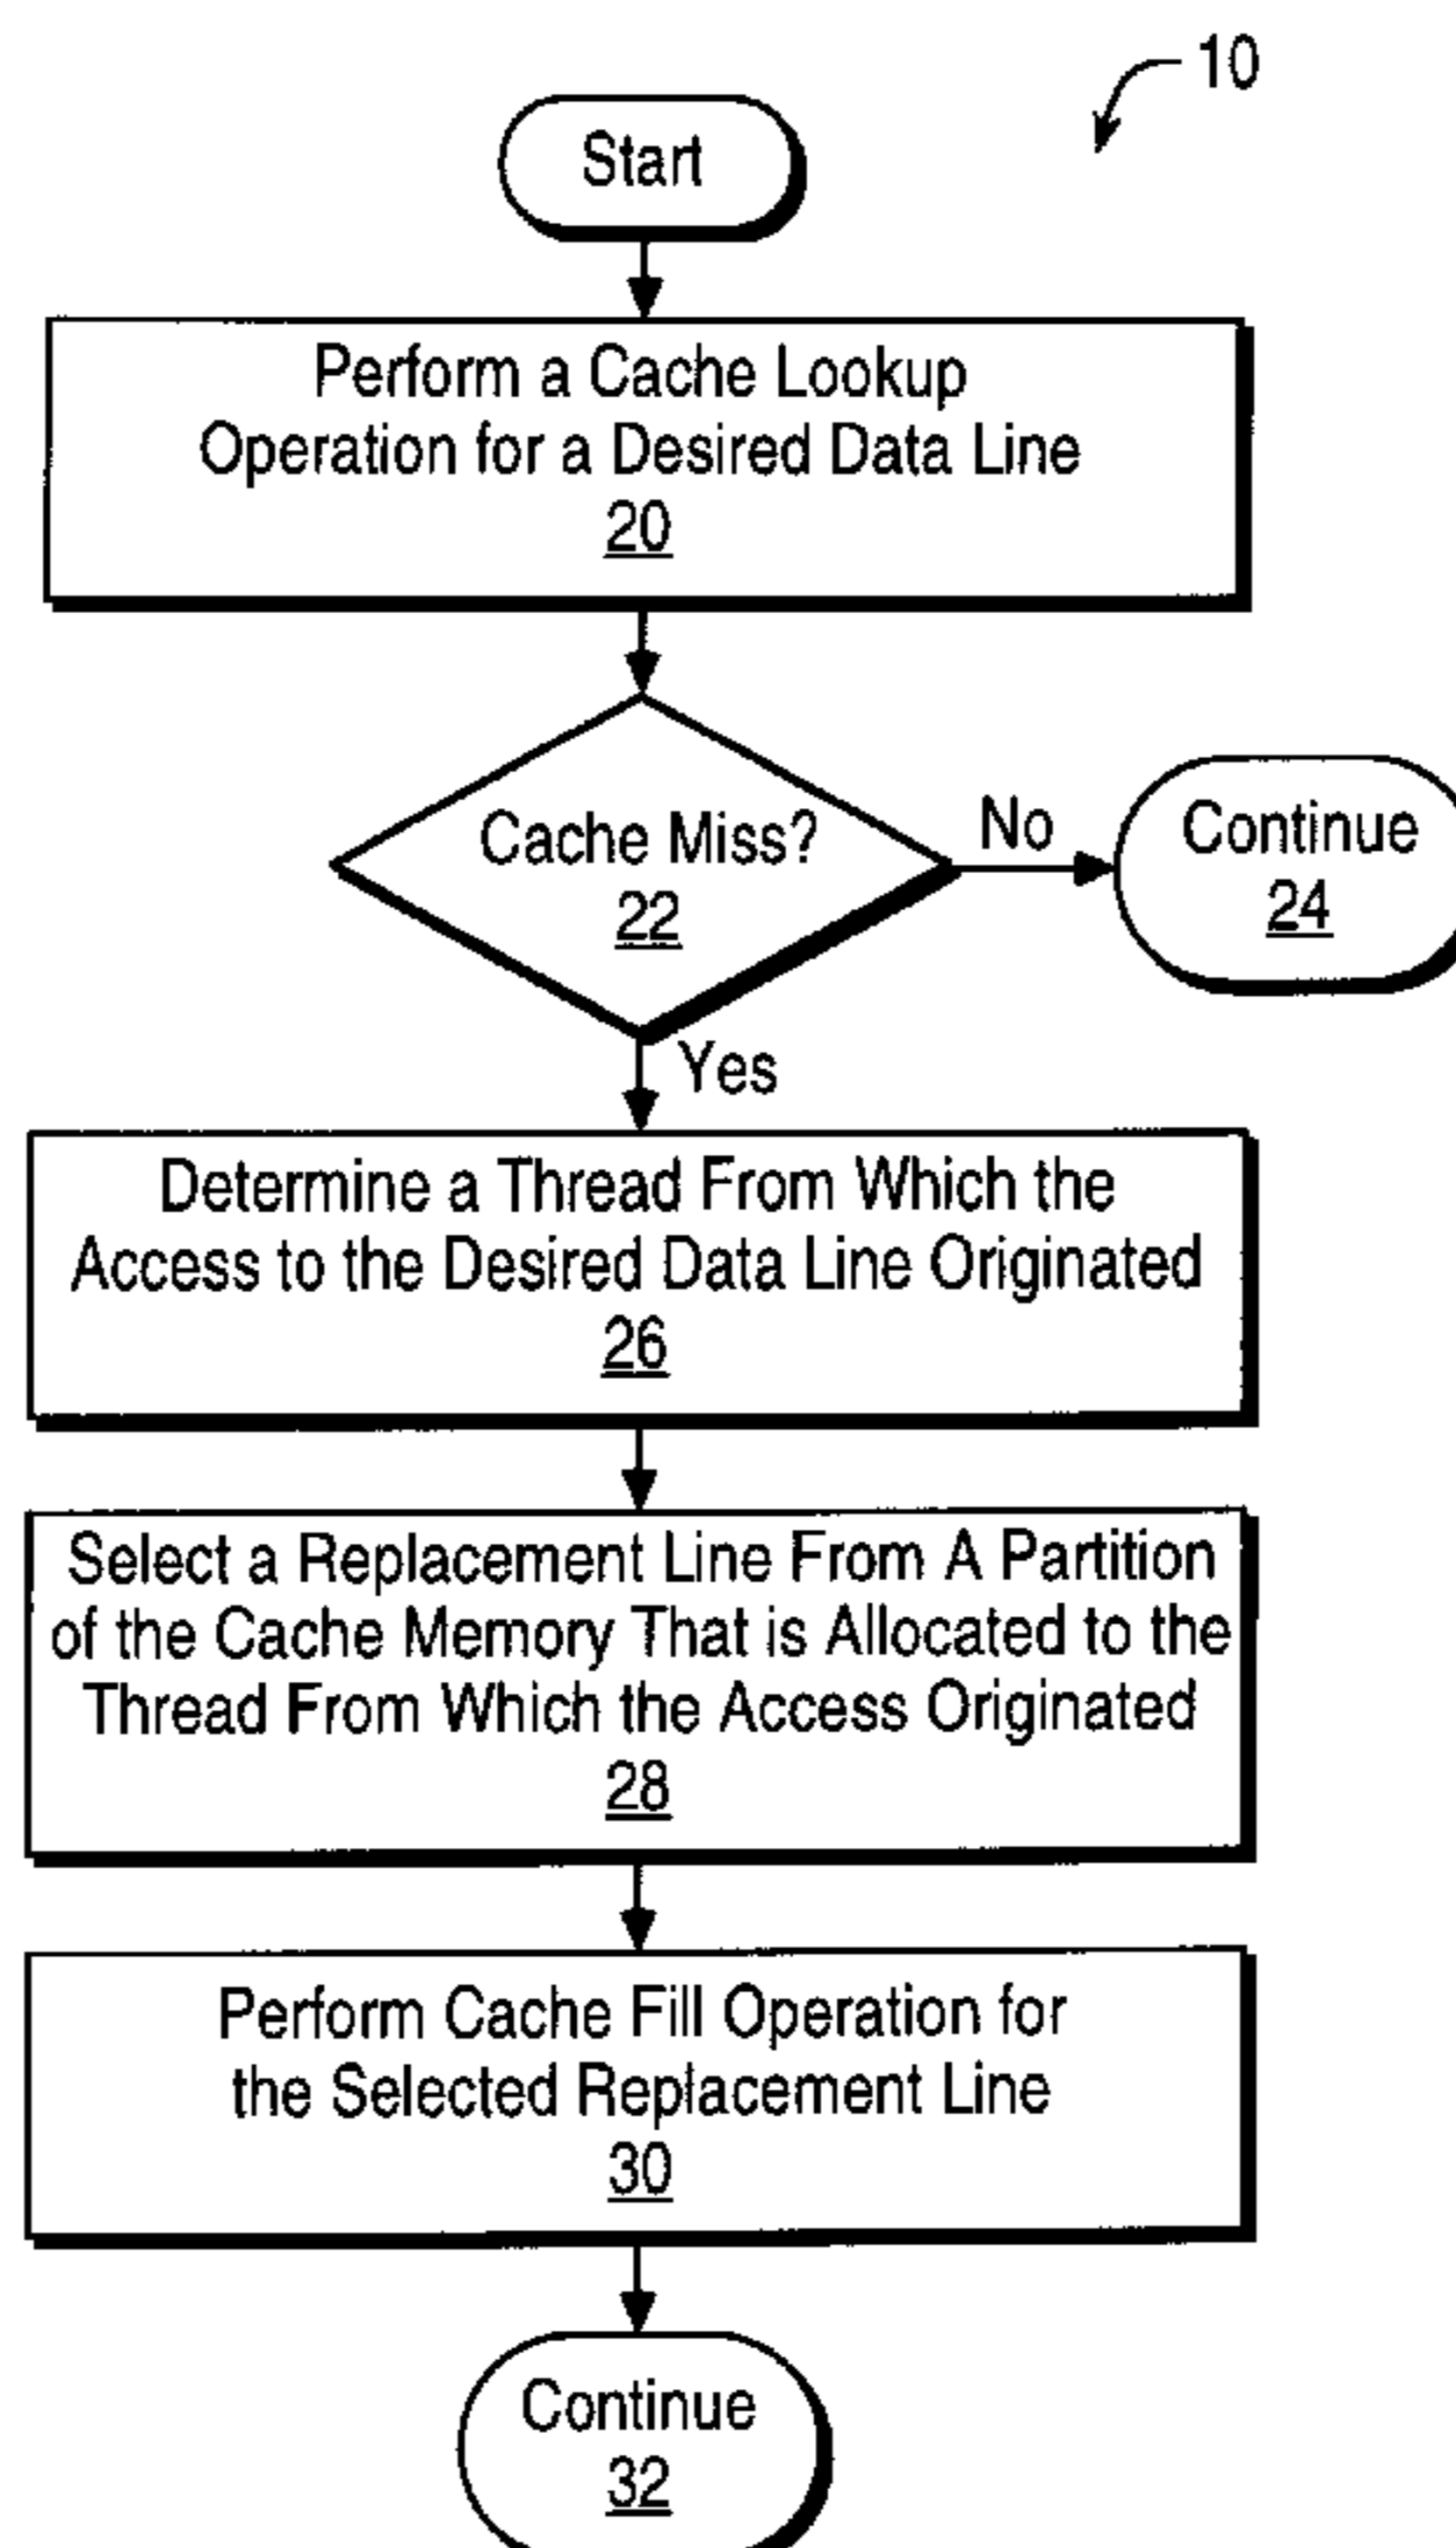 10
Start
Perform a Cache Lookup
Operation for a Desired Data Line
20
Cache Miss?
22
No
Continue
24
Yes
Determine a Thread From Which the
Access to the Desired Data Line Originated
26
Select a Replacement Line From A Partition
of the Cache Memory That is Allocated to the
Thread From Which the Access Originated
28
Perform Cache Fill Operation for
the Selected Replacement Line
30
Continue
32